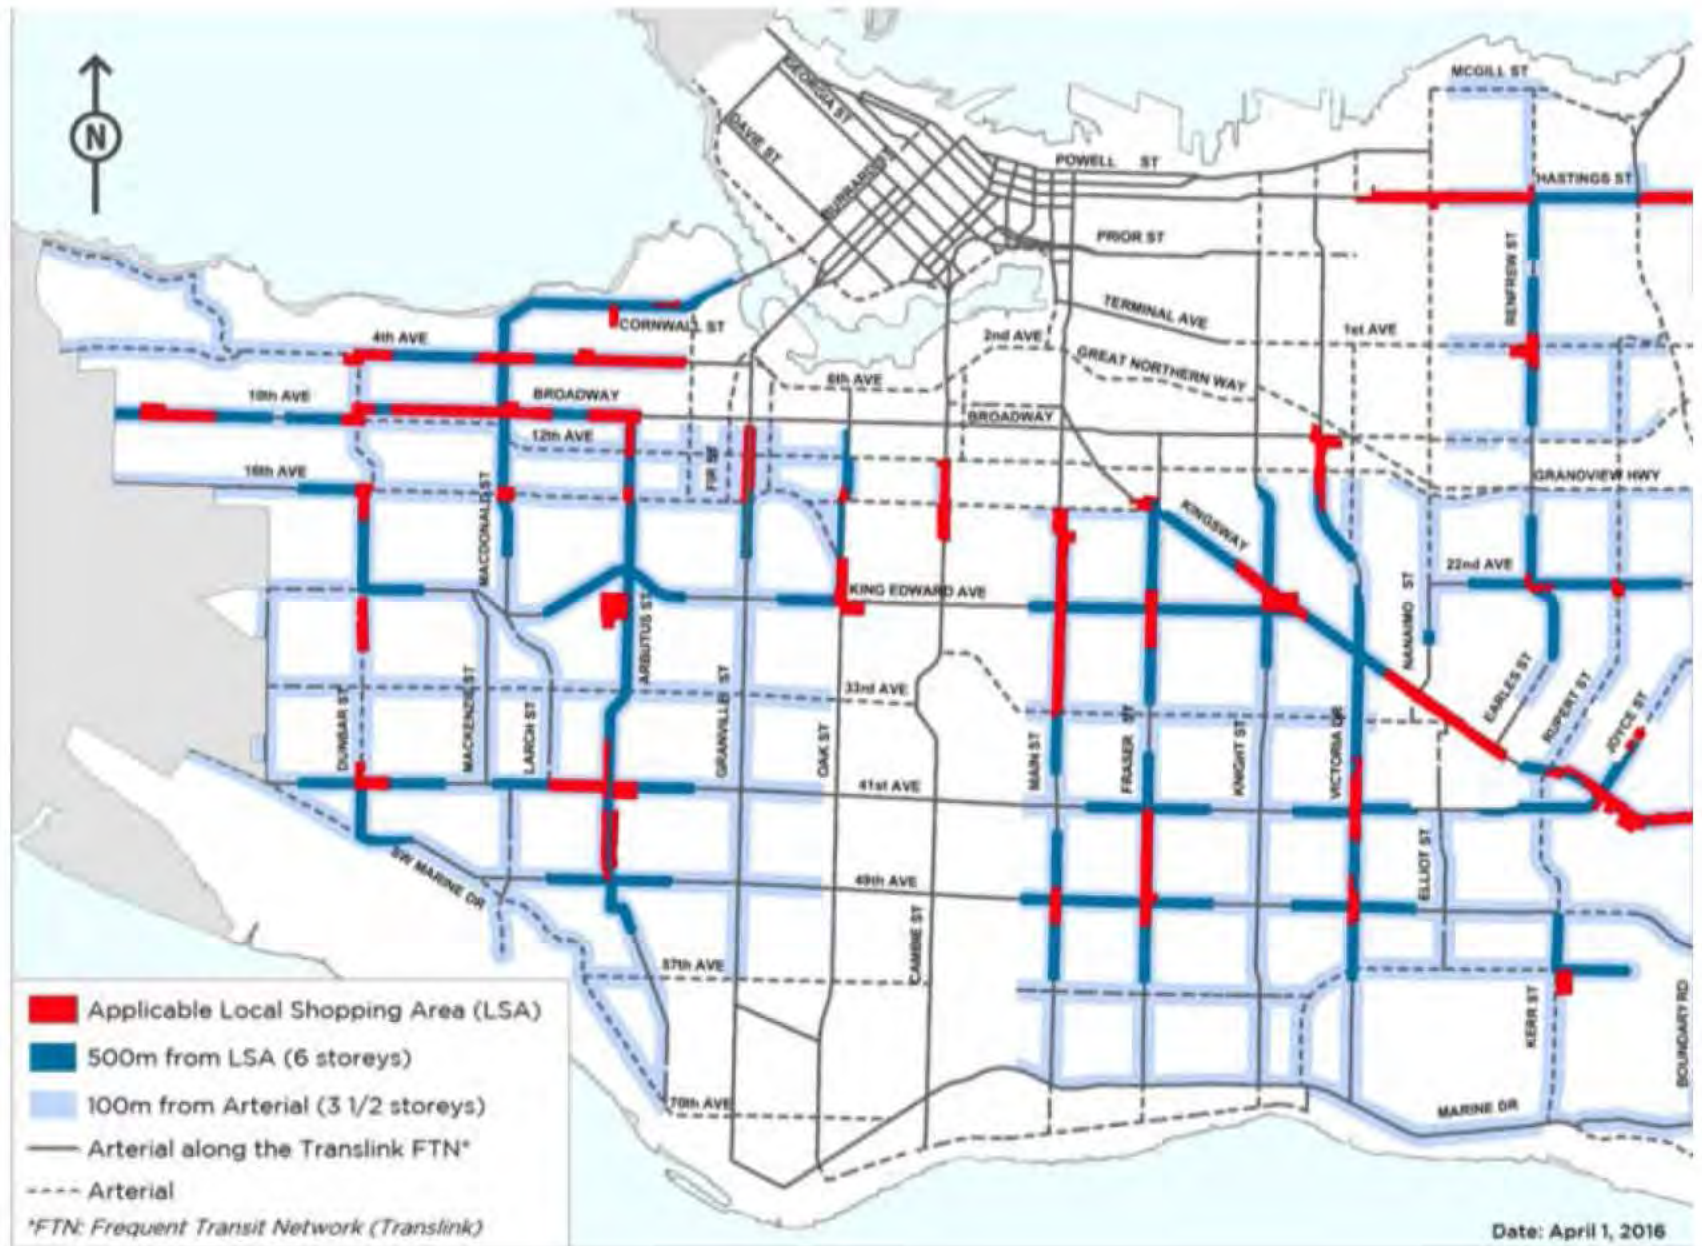 N
GEORGIA ST
DAVIE ST
BURRARD ST
MCGILL ST
POWELL ST
HASTINGS ST
PRIOR ST
RENFREW ST
CORNWALL ST
TERMINAL AVE
4th AVE
2nd AVE
1st AVE
GREAT NORTHERN WAY
6th AVE
10th AVE
BROADWAY
BROADWAY
12th AVE
FIR ST
16th AVE
MACDONALD ST
GRANDVIEW HWY
KINGSWAY
22nd AVE
KING EDWARD AVE
NANAIMO ST
ARBUTUS ST
33rd AVE
DUNBAR ST
MACKENZIE ST
LARCH ST
GRANVILLE ST
OAK ST
MAIN ST
FRASER ST
KNIGHT ST
VICTORIA DR
EARLES ST
RUPERT ST
JOYCE ST
41st AVE
SW MARINE DR
49th AVE
ELLIOT ST
CAMBIE ST
57th AVE
KERR ST
BOUNDARY RD
70th AVE
MARINE DR
Applicable Local Shopping Area (LSA)
500m from LSA (6 storeys)
100m from Arterial (3 1/2 storeys)
Arterial along the Translink FTN*
Arterial
*FTN: Frequent Transit Network (Translink)
Date: April 1, 2016